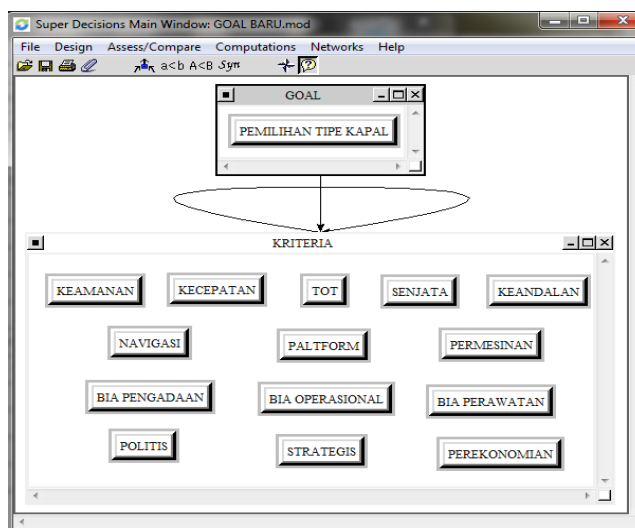 Super Decisions Main Window: GOAL BARU.mod
File Design Assess/Compare Computations Networks Help
a<b A<B Syn
GOAL
PEMILIHAN TIPE KAPAL
KRITERIA
KEAMANAN KECEPATAN TOT SENJATA KEANDALAN
NAVIGASI PALTFORM PERMESINAN
BIA PENGADAAN BIA OPERASIONAL BIA PERAWATAN
POLITIS STRATEGIS PEREKONOMIAN